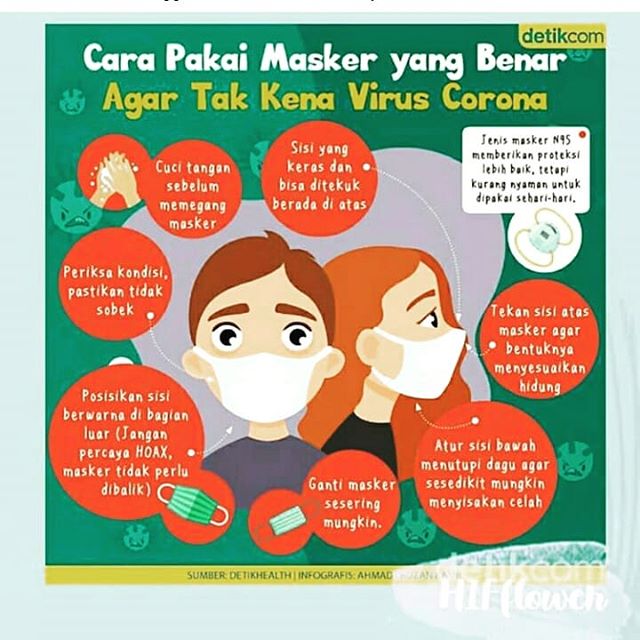 detikcom
Cara Pakai Masker yang Benar
Agar Tak Kena Virus Corona
Cuci tangan
sebelum
memegang
masker
Sisi yang
keras dan
bisa ditekuk
berada di atas
Jenis masker N95
memberikan proteksi
lebih baik, tetapi
kurang nyaman untuk
dipakai sehari-hari.
Periksa kondisi,
pastikan tidak
sobek
Tekan sisi atas
masker agar
bentuknya
menyesuaikan
hidung
Posisikan sisi
berwarna di bagian
luar (Jangan
percaya HOAX,
masker tidak perlu
dibalik)
Ganti masker
sesering
mungkin.
Atur sisi bawah
menutupi dagu agar
sesedikit mungkin
menyisakan celah
SUMBER: DETIKHEALTH | INFOGRAFIS: AHMAD
detikcom